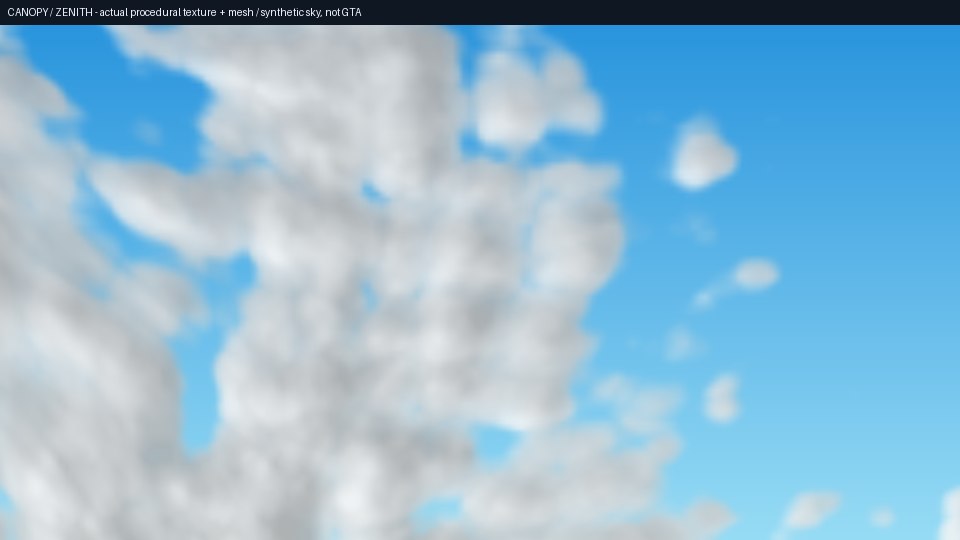 CANOPY / ZENITH - actual procedural texture + mesh / synthetic sky, not GTA